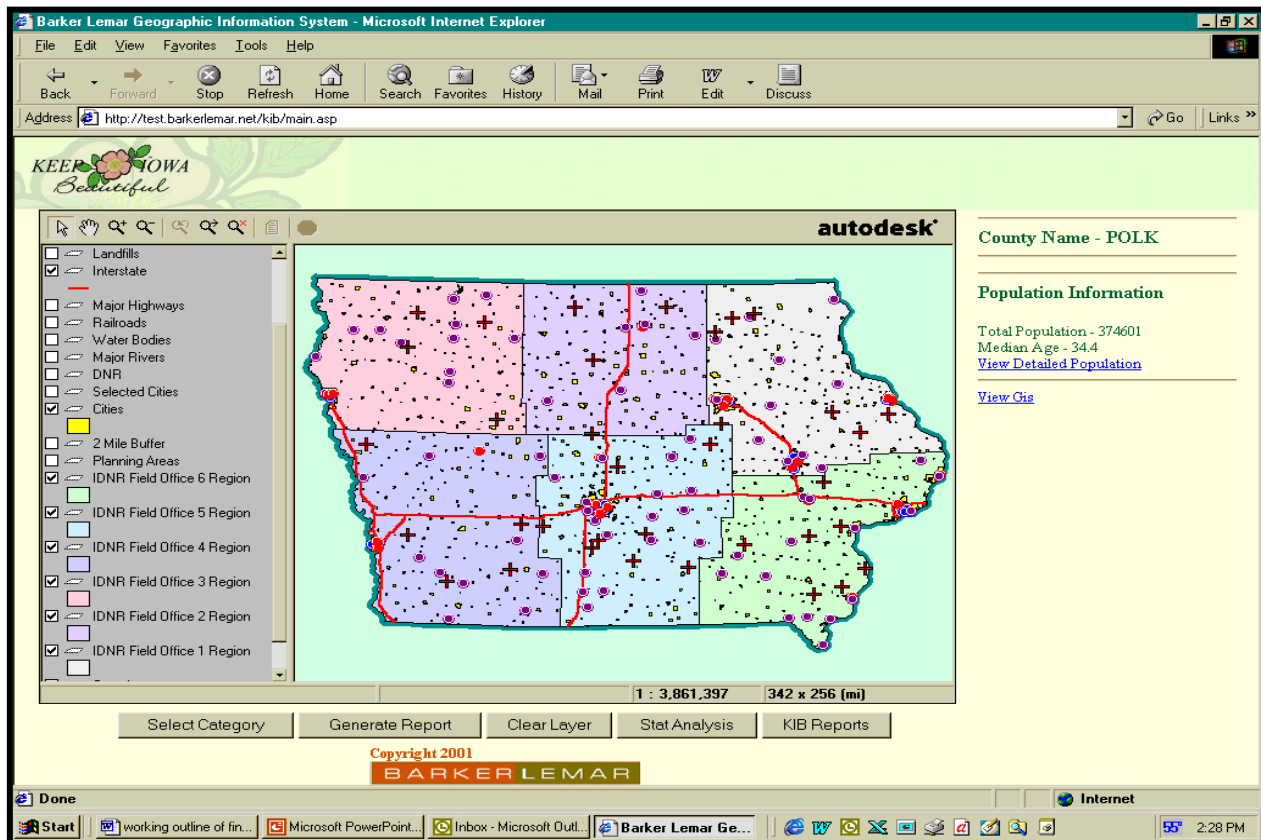 Barker Lemar Geographic Information System - Microsoft Internet Explorer
File Edit View Favorites Tools Help
Back Forward Stop Refresh Home Search Favorites History Mail Print Edit Discuss
Address http://test.barkerlemar.net/kib/main.asp Go Links »
KEEP IOWA
Beautiful
autodesk
Landfills
Interstate
Major Highways
Railroads
Water Bodies
Major Rivers
DNR
Selected Cities
Cities
2 Mile Buffer
Planning Areas
IDNR Field Office 6 Region
IDNR Field Office 5 Region
IDNR Field Office 4 Region
IDNR Field Office 3 Region
IDNR Field Office 2 Region
IDNR Field Office 1 Region
1 : 3,861,397 342 x 256 (mi)
County Name - POLK
Population Information
Total Population - 374601
Median Age - 34.4
View Detailed Population
View Gis
Select Category Generate Report Clear Layer Stat Analysis KIB Reports
Copyright 2001
BARKERLEMAR
Done Internet
Start working outline of fin... Microsoft PowerPoint... Inbox - Microsoft Outl... Barker Lemar Ge... 55° 2:28 PM